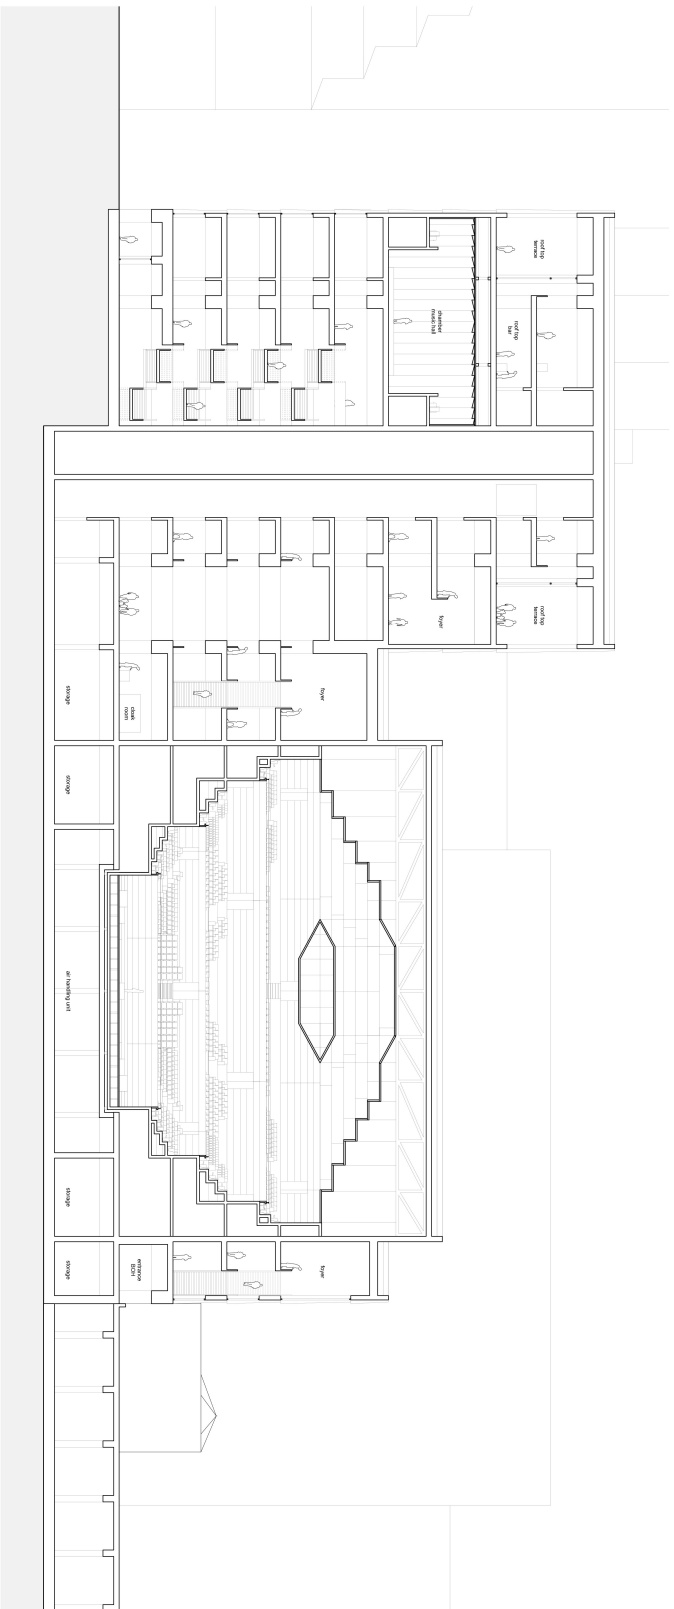 roof top
terrace
roof top
terrace
roof top
bar
chamber
music hall
foyer
foyer
foyer
cloak
room
entrance
BOH
storage
storage
air handling unit
storage
storage